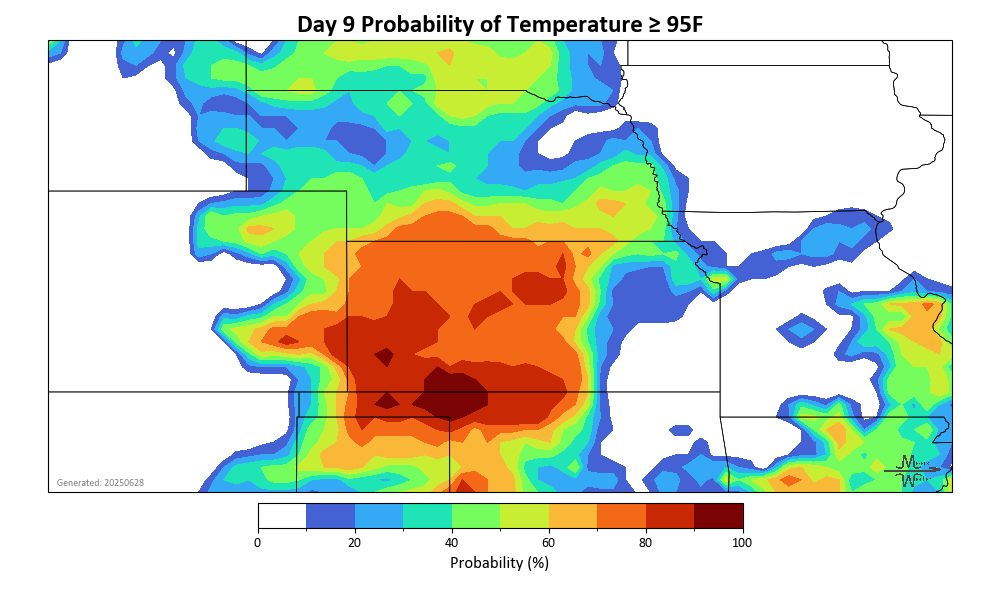 Day 9 Probability of Temperature ≥ 95F
Generated: 20250628
0 20 40 60 80 100
Probability (%)